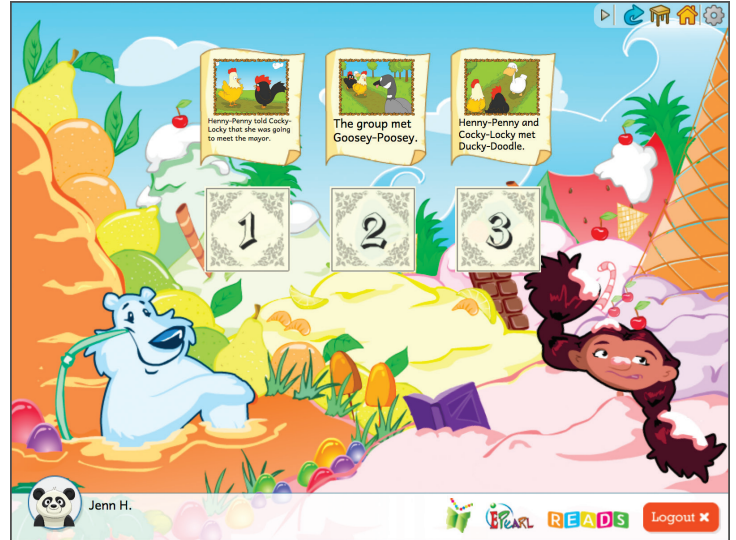 Henny-Penny told Cocky-
Locky that she was going
to meet the mayor.
The group met
Goosey-Poosey.
Henny-Penny and
Cocky-Locky met
Ducky-Doodle.
1 2 3
Jenn H.
EPEARL
READS
Logout ✖